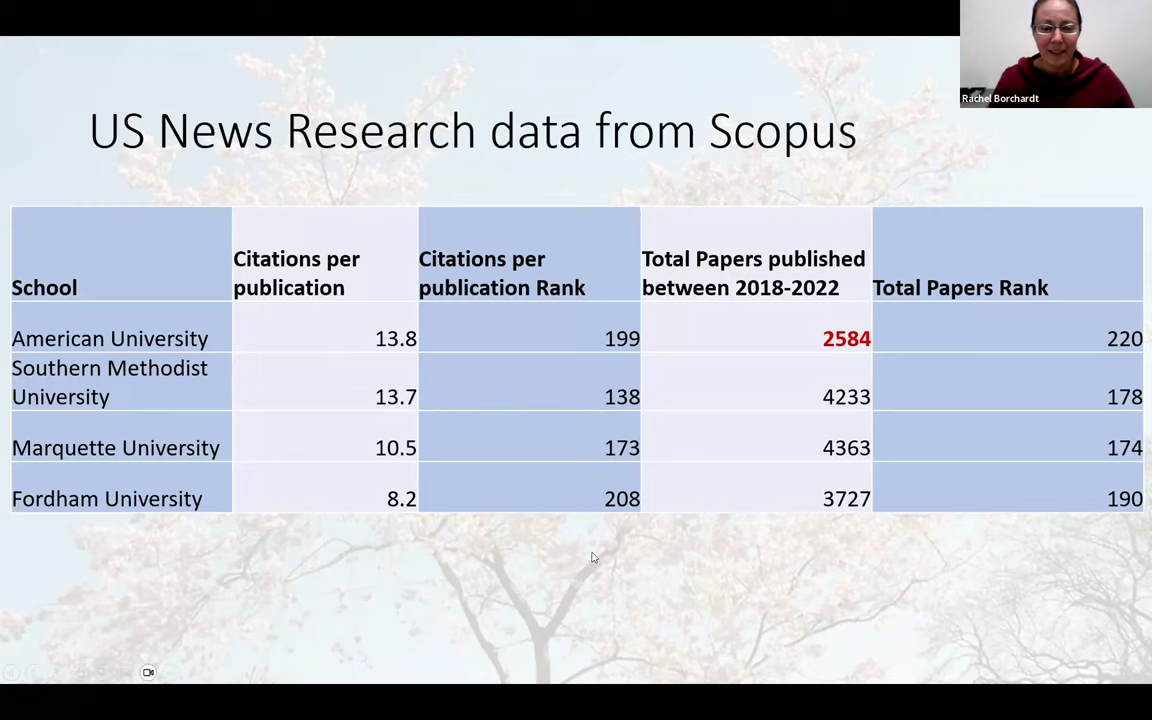 Rachel Borchardt
US News Research data from Scopus
School
Citations per
publication
Citations per
publication Rank
Total Papers published
between 2018-2022
Total Papers Rank
American University 13.8 199 2584 220
Southern Methodist
University 13.7 138 4233 178
Marquette University 10.5 173 4363 174
Fordham University 8.2 208 3727 190